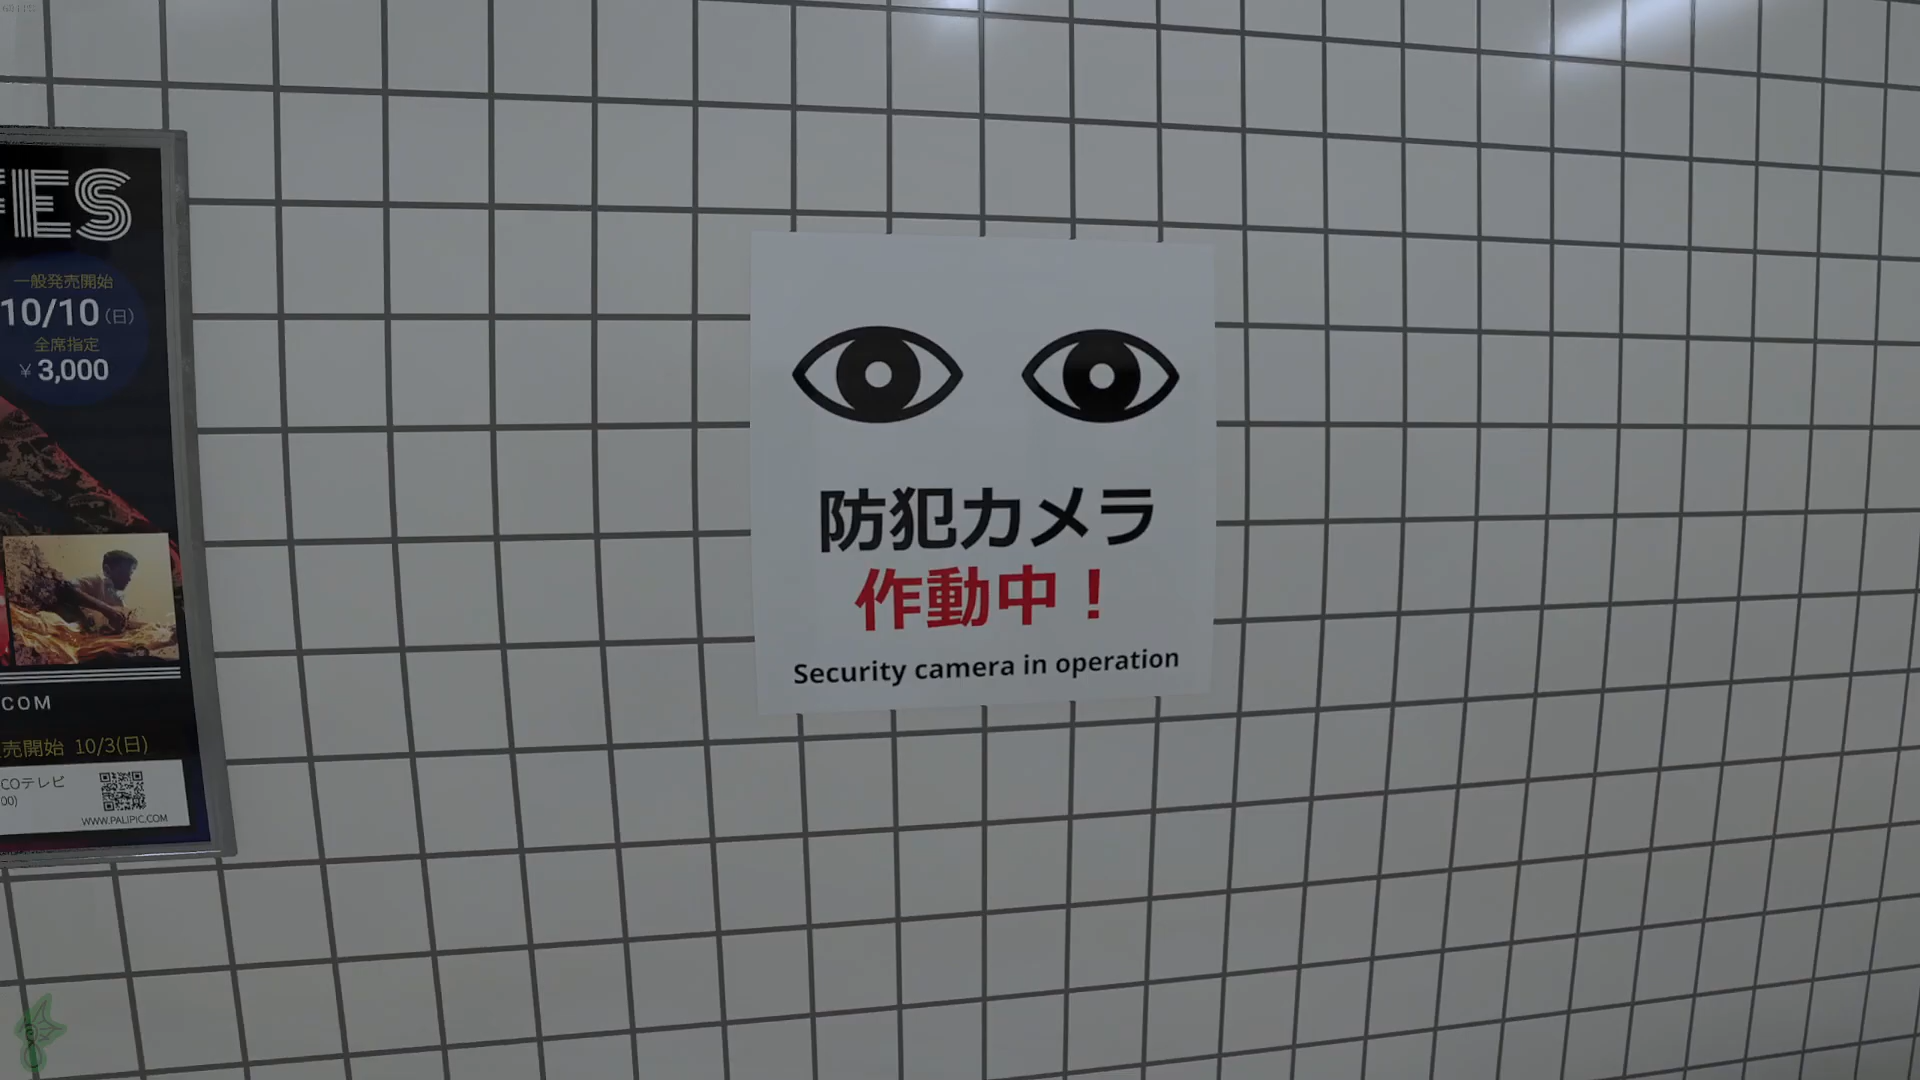 FES
一般発売開始
10/10(日)
全席指定
¥3,000
COM
売開始 10/3(日)
COテレビ
00)
WWW.PALIPIC.COM
防犯カメラ
作動中！
Security camera in operation